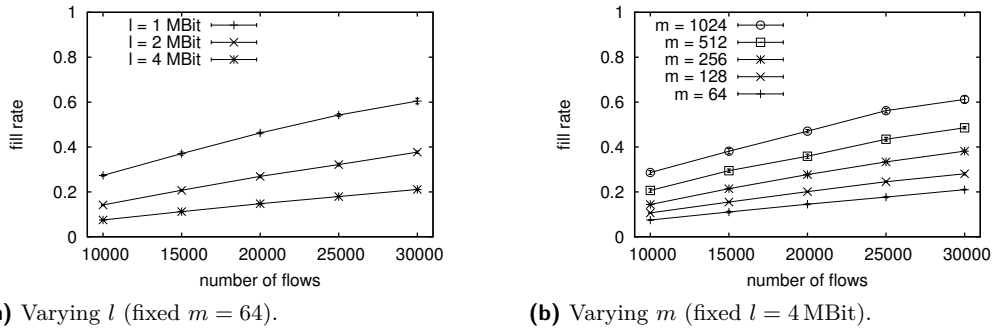 1
0.8
0.6
0.4
0.2
0
fill rate
l = 1 MBit
l = 2 MBit
l = 4 MBit
10000 15000 20000 25000 30000
number of flows
) Varying l (fixed m = 64).
1
0.8
0.6
0.4
0.2
0
fill rate
m = 1024
m = 512
m = 256
m = 128
m = 64
10000 15000 20000 25000 30000
number of flows
(b) Varying m (fixed l = 4 MBit).